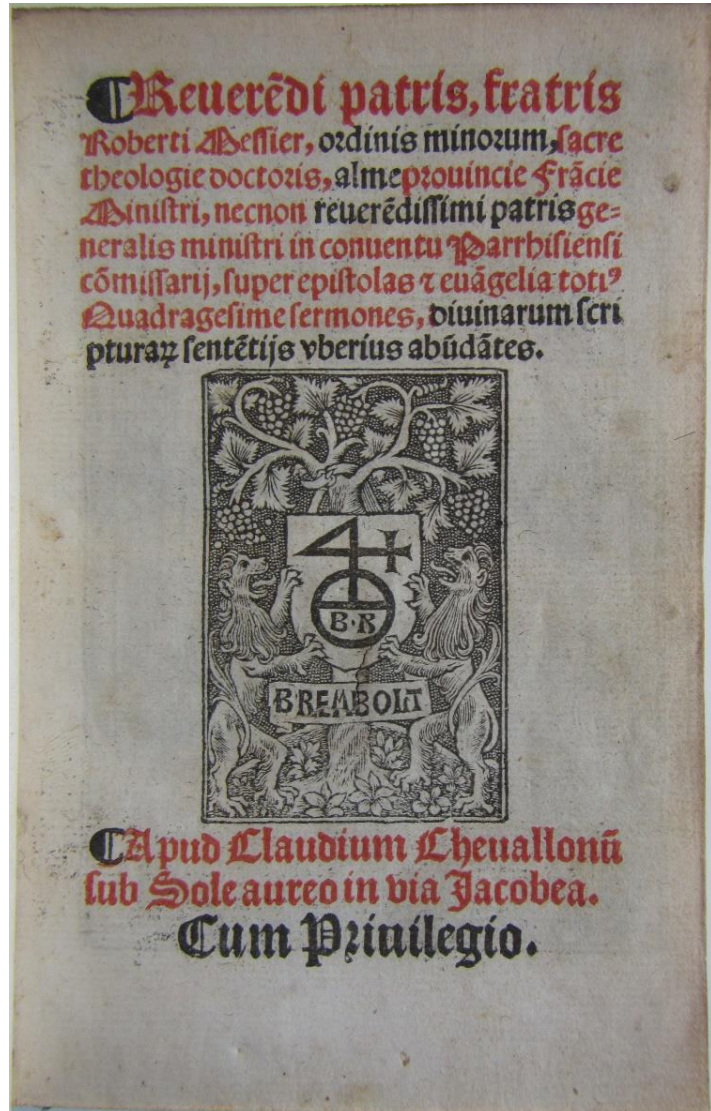 ¶Reuerēdi patris, fratris
Roberti Messier, ordinis minorum, sacre
theologie doctoris, alme prouincie Frācie
Ministri, necnon reuerēdissimi patris ge=
neralis ministri in conuentu Parrhisiensi
cōmissarij, super epistolas ⁊ euāgelia totiꝰ
Quadragesime sermones, diuinarum scri
pturaꝝ sentētijs vberius abūdātes.
B·R
B·REMBOLT
¶Apud Claudium Cheuallonū
sub Sole aureo in via Jacobea.
Cum Priuilegio.